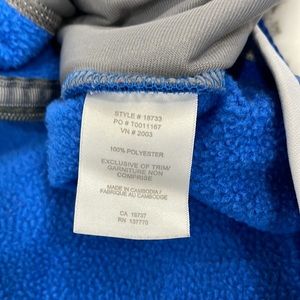 STYLE # 18733
PO # T0011167
VN # 2003
100% POLYESTER
EXCLUSIVE OF TRIM/
GARNITURE NON
COMPRISE
MADE IN CAMBODIA/
FABRIQUÉ AU CAMBODGE
CA 15737
RN 137770